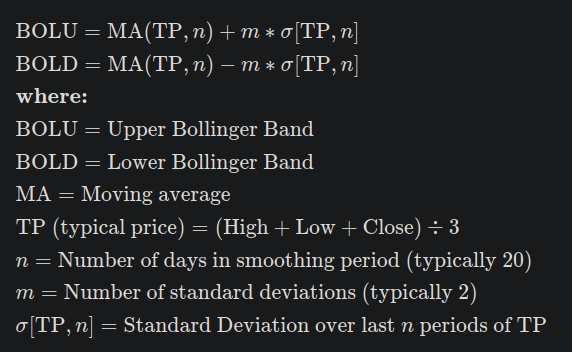 BOLU = MA(TP, n) + m ∗ σ[TP, n]
BOLD = MA(TP, n) − m ∗ σ[TP, n]
where:
BOLU = Upper Bollinger Band
BOLD = Lower Bollinger Band
MA = Moving average
TP (typical price) = (High + Low + Close) ÷ 3
n = Number of days in smoothing period (typically 20)
m = Number of standard deviations (typically 2)
σ[TP, n] = Standard Deviation over last n periods of TP